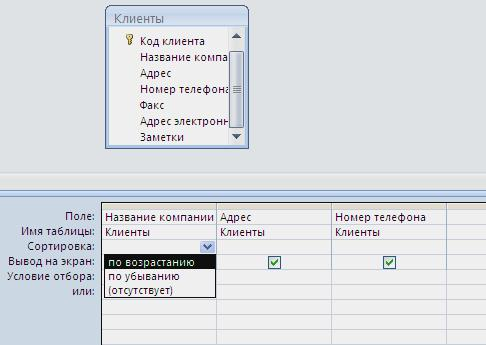 Клиенты
Код клиента
Название компа
Адрес
Номер телефона
Факс
Адрес электронн
Заметки
Поле: Название компании Адрес Номер телефона
Имя таблицы: Клиенты Клиенты Клиенты
Сортировка:
Вывод на экран: по возрастанию
Условие отбора: по убыванию
или: (отсутствует)